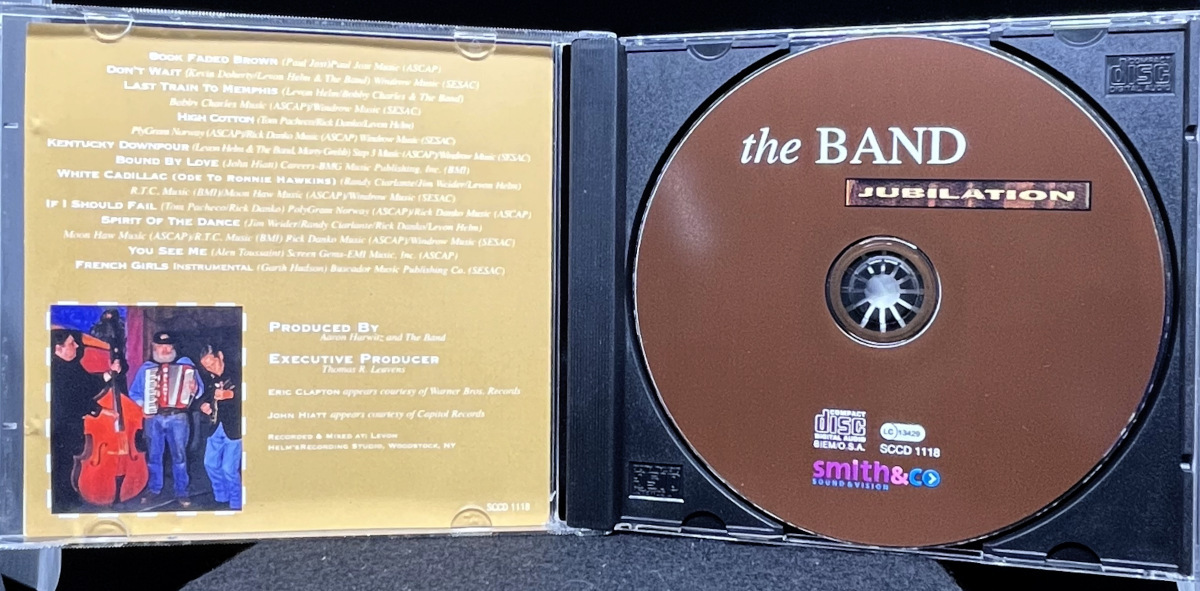 BOOK FADED BROWN (Paul Jost)Paul Jost Music (ASCAP)
DON'T WAIT (Kevin Doherty/Levon Helm & The Band) Windrow Music (SESAC)
LAST TRAIN TO MEMPHIS (Levon Helm/Bobby Charles & The Band)
Bobby Charles Music (ASCAP)/Windrow Music (SESAC)
HIGH COTTON (Tom Pacheco/Rick Danko/Levon Helm)
PlyGram Norway (ASCAP)/Rick Danko Music (ASCAP) Windrow Music (SESAC)
KENTUCKY DOWNPOUR (Levon Helm & The Band, Marty Grebb) Step 3 Music (ASCAP)/Windrow Music (SESAC)
BOUND BY LOVE (John Hiatt) Careers-BMG Music Publishing, Inc. (BMI)
WHITE CADILLAC (ODE TO RONNIE HAWKINS) (Randy Ciarlante/Jim Weider/Levon Helm)
R.T.C. Music (BMI)/Moon Haw Music (ASCAP)/Windrow Music (SESAC)
IF I SHOULD FAIL (Tom Pacheco/Rick Danko) PolyGram Norway (ASCAP)/Rick Danko Music (ASCAP)
SPIRIT OF THE DANCE (Jim Weider/Randy Ciarlante/Rick Danko/Levon Helm)
Moon Haw Music (ASCAP)/R.T.C. Music (BMI) Rick Danko Music (ASCAP)/Windrow Music (SESAC)
YOU SEE ME (Allen Toussaint) Screen Gems-EMI Music, Inc. (ASCAP)
FRENCH GIRLS INSTRUMENTAL (Garth Hudson) Buscador Music Publishing Co. (SESAC)
PRODUCED BY
Aaron Hurwitz and The Band
EXECUTIVE PRODUCER
Thomas R. Leavens
ERIC CLAPTON appears courtesy of Warner Bros. Records
JOHN HIATT appears courtesy of Capitol Records
RECORDED & MIXED AT: LEVON
HELM'S RECORDING STUDIO, WOODSTOCK, NY
SCCD 1118
the BAND
JUBILATION
COMPACT
disc
DIGITAL AUDIO
BIEM/O.S.A.
LC 13429
SCCD 1118
smith&co
SOUND&VISION
COMPACT
disc
DIGITAL AUDIO